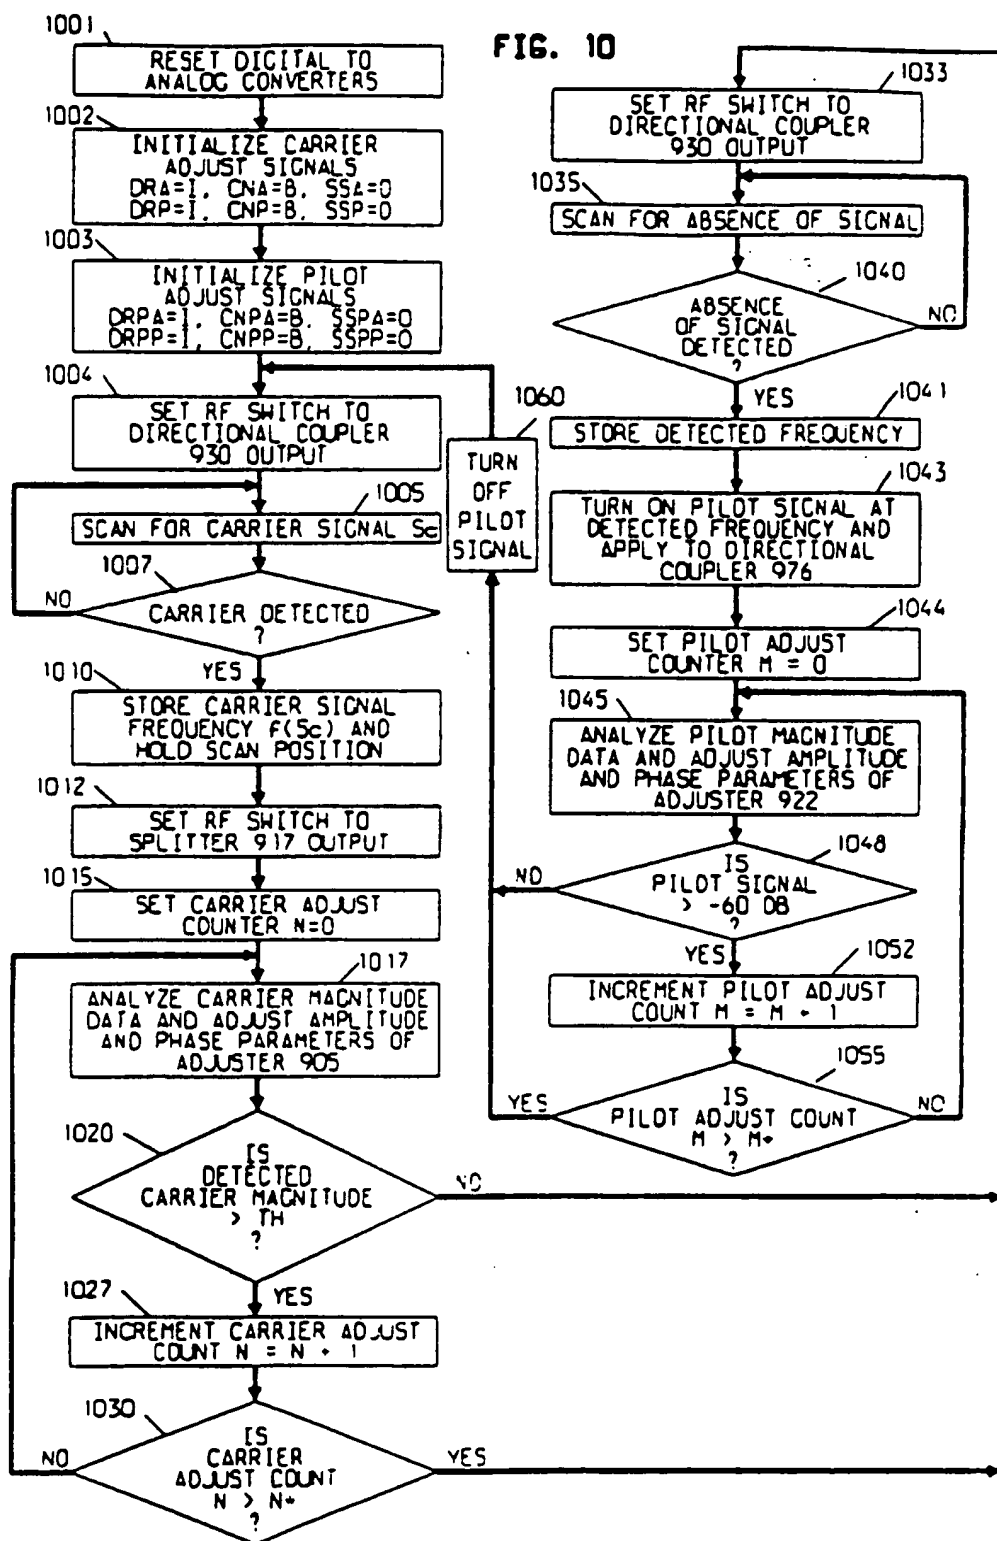 FIG. 10
1001
RESET DIGITAL TO
ANALOG CONVERTERS
1002
INITIALIZE CARRIER
ADJUST SIGNALS
DRA=I, CNA=B, SSA=0
DRP=I, CNP=B, SSP=0
1003
INITIALIZE PILOT
ADJUST SIGNALS
DRPA=I, CNPA=B, SSPA=0
DRPP=I, CNPP=B, SSPP=0
1004
SET RF SWITCH TO
DIRECTIONAL COUPLER
930 OUTPUT
1005
SCAN FOR CARRIER SIGNAL Sc
1007
NO
CARRIER DETECTED
?
YES
1010
STORE CARRIER SIGNAL
FREQUENCY f(Sc) AND
HOLD SCAN POSITION
1012
SET RF SWITCH TO
SPLITTER 917 OUTPUT
1015
SET CARRIER ADJUST
COUNTER N=0
1017
ANALYZE CARRIER MAGNITUDE
DATA AND ADJUST AMPLITUDE
AND PHASE PARAMETERS OF
ADJUSTER 905
1020
IS
DETECTED
CARRIER MAGNITUDE
> TH
?
NO
YES
1027
INCREMENT CARRIER ADJUST
COUNT N = N + 1
1030
IS
CARRIER
ADJUST COUNT
N > N*
?
NO
YES
1060
TURN
OFF
PILOT
SIGNAL
1033
SET RF SWITCH TO
DIRECTIONAL COUPLER
930 OUTPUT
1035
SCAN FOR ABSENCE OF SIGNAL
1040
ABSENCE
OF SIGNAL
DETECTED
?
NO
YES
1041
STORE DETECTED FREQUENCY
1043
TURN ON PILOT SIGNAL AT
DETECTED FREQUENCY AND
APPLY TO DIRECTIONAL
COUPLER 976
1044
SET PILOT ADJUST
COUNTER M = 0
1045
ANALYZE PILOT MAGNITUDE
DATA AND ADJUST AMPLITUDE
AND PHASE PARAMETERS OF
ADJUSTER 922
1048
IS
PILOT SIGNAL
> -60 DB
?
NO
YES
1052
INCREMENT PILOT ADJUST
COUNT M = M + 1
1055
IS
PILOT ADJUST COUNT
M > M*
?
YES
NO